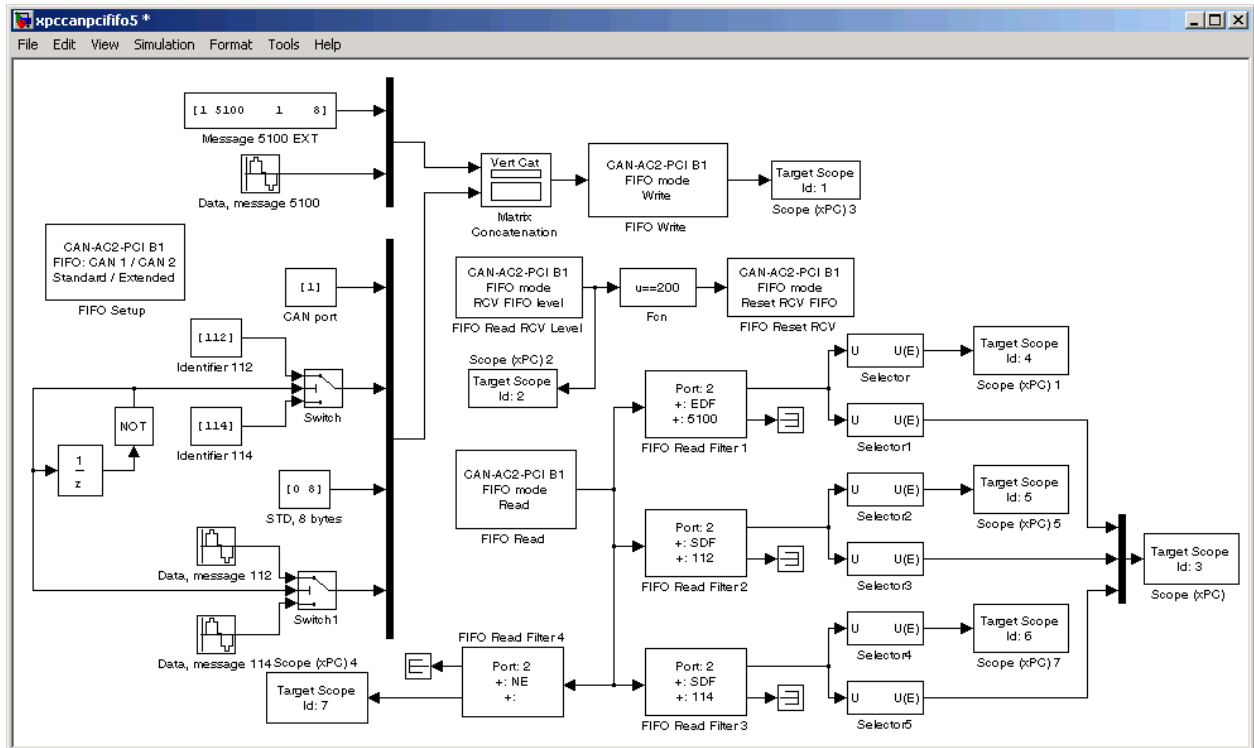 xpccanpcififo5 *
File Edit View Simulation Format Tools Help
[1 5100 1 8]
Message 5100 EXT
Data, message 5100
Vert Cat
Matrix
Concatenation
CAN-AC2-PCI B1
FIFO mode
Write
FIFO Write
Target Scope
Id: 1
Scope (xPC) 3
CAN-AC2-PCI B1
FIFO: CAN 1 / CAN 2
Standard / Extended
FIFO Setup
[1]
CAN port
CAN-AC2-PCI B1
FIFO mode
RCV FIFO level
FIFO Read RCV Level
u==200
Fcn
CAN-AC2-PCI B1
FIFO mode
Reset RCV FIFO
FIFO Reset RCV
[112]
Identifier 112
Switch
NOT
[114]
Identifier 114
1
z
Scope (xPC) 2
Target Scope
Id: 2
Port: 2
+: EDF
+: 5100
FIFO Read Filter1
U U(E)
Selector
Target Scope
Id: 4
Scope (xPC) 1
U U(E)
Selector1
[0 8]
STD, 8 bytes
CAN-AC2-PCI B1
FIFO mode
Read
FIFO Read
Port: 2
+: SDF
+: 112
FIFO Read Filter2
U U(E)
Selector2
Target Scope
Id: 5
Scope (xPC) 5
U U(E)
Selector3
Target Scope
Id: 3
Scope (xPC)
Data, message 112
Switch1
Data, message 114
Scope (xPC) 4
Target Scope
Id: 7
FIFO Read Filter4
Port: 2
+: NE
+:
Port: 2
+: SDF
+: 114
FIFO Read Filter3
U U(E)
Selector4
Target Scope
Id: 6
Scope (xPC) 7
U U(E)
Selector5